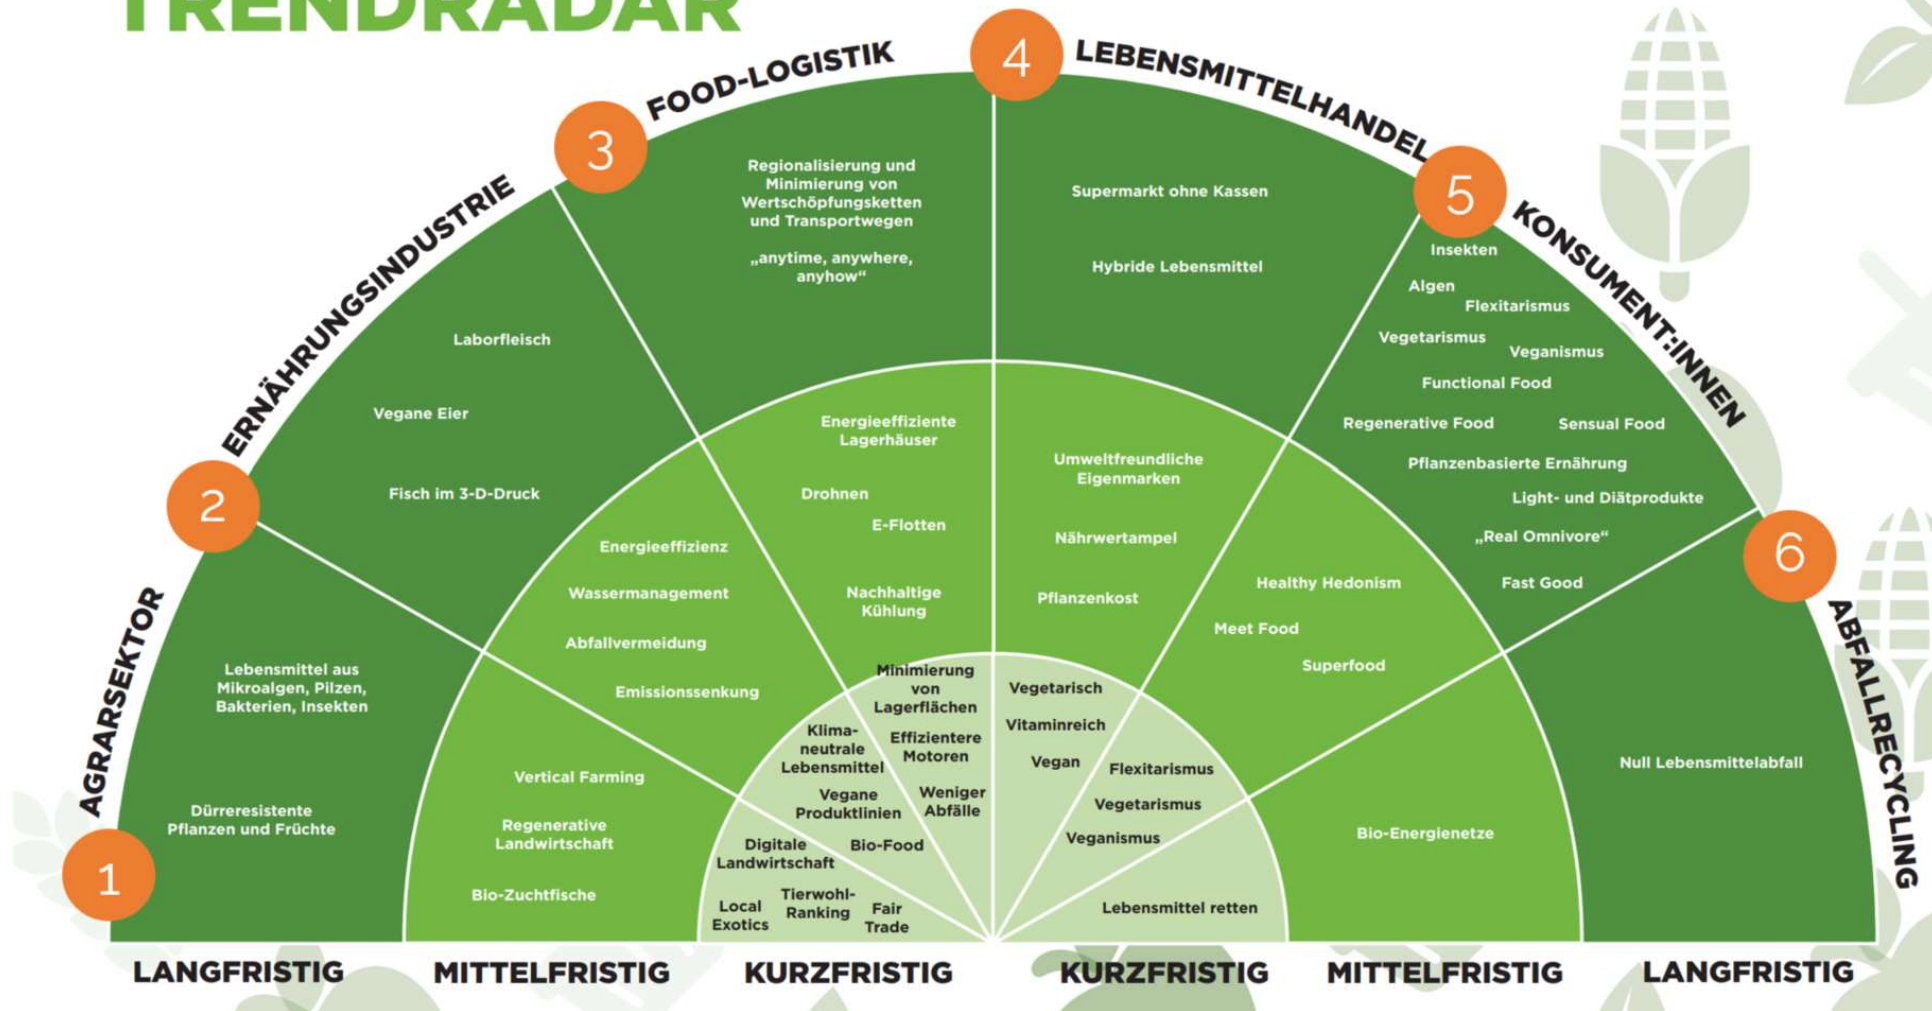 TRENDRADAR
1
AGRARSEKTOR
Lebensmittel aus
Mikroalgen, Pilzen,
Bakterien, Insekten
Dürreresistente
Pflanzen und Früchte
Vertical Farming
Regenerative
Landwirtschaft
Bio-Zuchtfische
Digitale
Landwirtschaft
Local
Exotics
Tierwohl-
Ranking
Fair
Trade
2
ERNÄHRUNGSINDUSTRIE
Laborfleisch
Vegane Eier
Fisch im 3-D-Druck
Energieeffizienz
Wassermanagement
Abfallvermeidung
Emissionssenkung
Klima-
neutrale
Lebensmittel
Vegane
Produktlinien
Bio-Food
3
FOOD-LOGISTIK
Regionalisierung und
Minimierung von
Wertschöpfungsketten
und Transportwegen
„anytime, anywhere,
anyhow“
Energieeffiziente
Lagerhäuser
Drohnen
E-Flotten
Nachhaltige
Kühlung
Minimierung
von
Lagerflächen
Effizientere
Motoren
Weniger
Abfälle
4
LEBENSMITTELHANDEL
Supermarkt ohne Kassen
Hybride Lebensmittel
Umweltfreundliche
Eigenmarken
Nährwertampel
Pflanzenkost
Vegetarisch
Vitaminreich
Vegan
5
KONSUMENT:INNEN
Insekten
Algen
Flexitarismus
Vegetarismus
Veganismus
Functional Food
Regenerative Food
Sensual Food
Pflanzenbasierte Ernährung
Light- und Diätprodukte
„Real Omnivore“
Fast Good
Healthy Hedonism
Meet Food
Superfood
Flexitarismus
Vegetarismus
Veganismus
6
ABFALLRECYCLING
Null Lebensmittelabfall
Bio-Energienetze
Lebensmittel retten
LANGFRISTIG
MITTELFRISTIG
KURZFRISTIG
KURZFRISTIG
MITTELFRISTIG
LANGFRISTIG